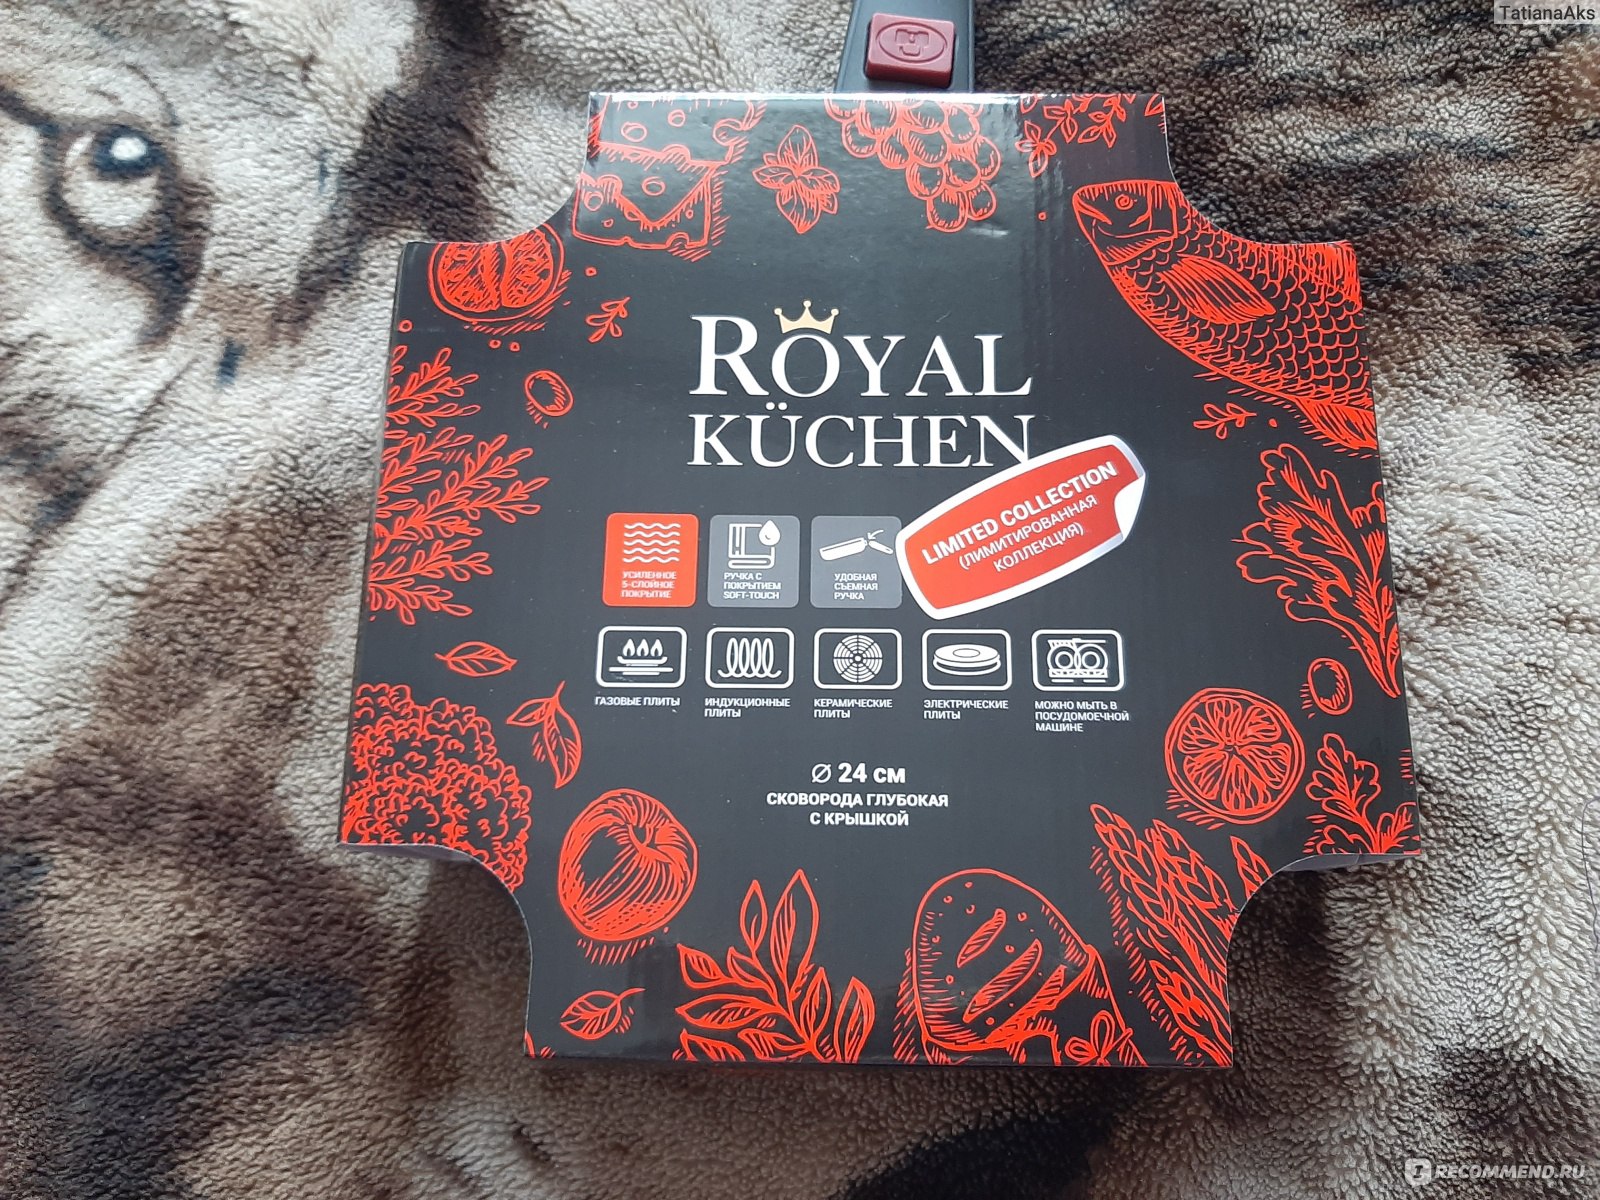 TatianaAks
ROYAL
KÜCHEN
LIMITED COLLECTION
(ЛИМИТИРОВАННАЯ
КОЛЛЕКЦИЯ)
УСИЛЕННОЕ
5-СЛОЙНОЕ
ПОКРЫТИЕ
РУЧКА С
ПОКРЫТИЕМ
SOFT-TOUCH
УДОБНАЯ
СЪЕМНАЯ
РУЧКА
ГАЗОВЫЕ ПЛИТЫ
ИНДУКЦИОННЫЕ
ПЛИТЫ
КЕРАМИЧЕСКИЕ
ПЛИТЫ
ЭЛЕКТРИЧЕСКИЕ
ПЛИТЫ
МОЖНО МЫТЬ В
ПОСУДОМОЕЧНОЙ
МАШИНЕ
Ø 24 СМ
СКОВОРОДА ГЛУБОКАЯ
С КРЫШКОЙ
RECOMMEND.RU